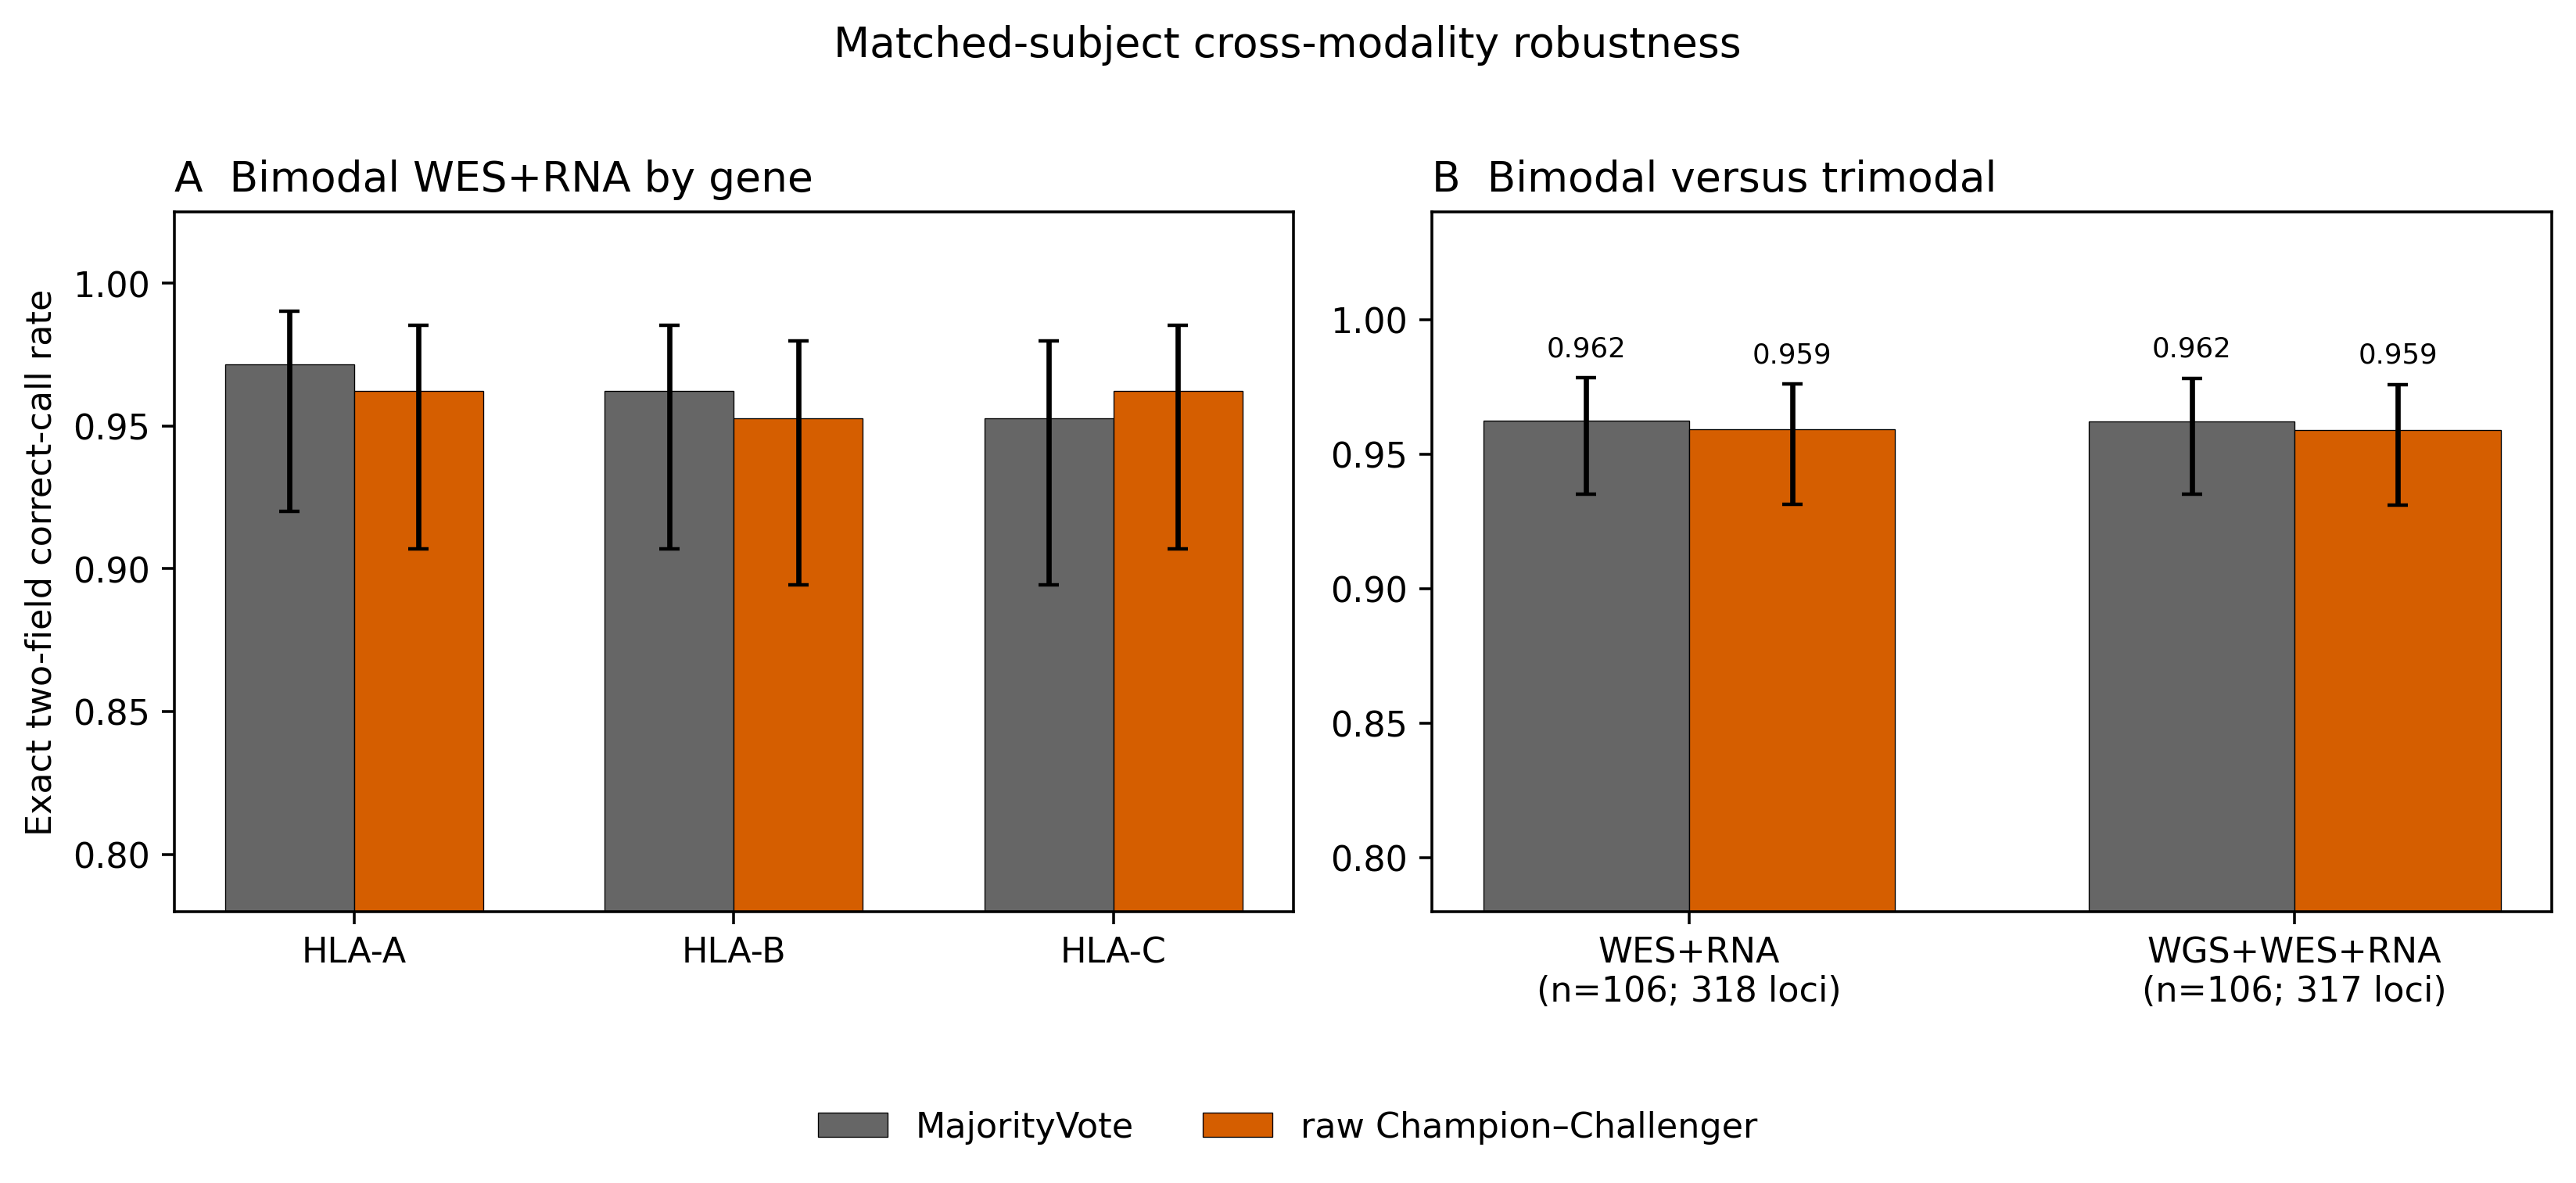 Matched-subject cross-modality robustness
A  Bimodal WES+RNA by gene
Exact two-field correct-call rate
1.00
0.95
0.90
0.85
0.80
HLA-A
HLA-B
HLA-C
B  Bimodal versus trimodal
1.00
0.95
0.90
0.85
0.80
0.962
0.959
0.962
0.959
WES+RNA
(n=106; 318 loci)
WGS+WES+RNA
(n=106; 317 loci)
MajorityVote
raw Champion–Challenger